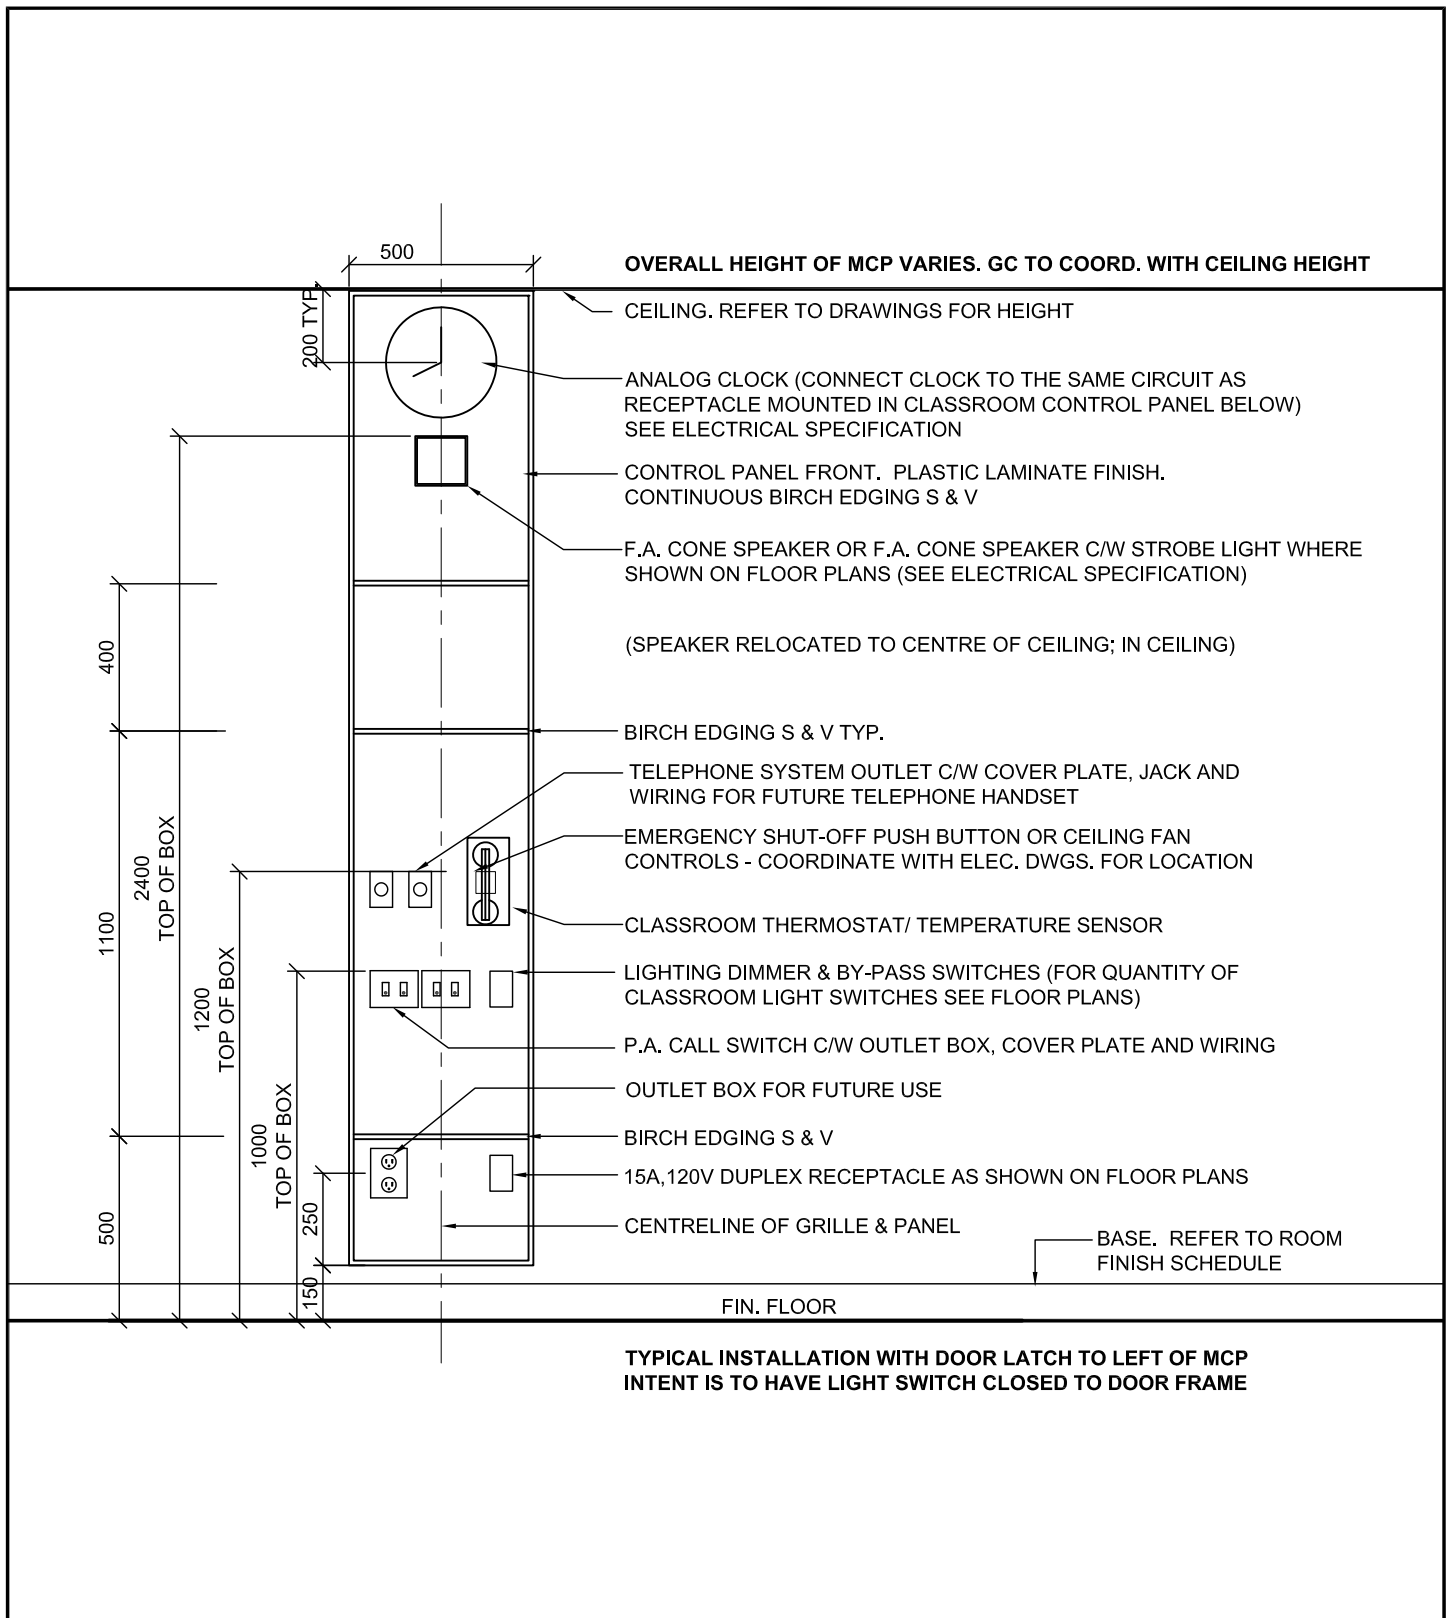 500
OVERALL HEIGHT OF MCP VARIES. GC TO COORD. WITH CEILING HEIGHT
200 TYP.
CEILING. REFER TO DRAWINGS FOR HEIGHT
ANALOG CLOCK (CONNECT CLOCK TO THE SAME CIRCUIT AS
RECEPTACLE MOUNTED IN CLASSROOM CONTROL PANEL BELOW)
SEE ELECTRICAL SPECIFICATION
CONTROL PANEL FRONT. PLASTIC LAMINATE FINISH.
CONTINUOUS BIRCH EDGING S & V
F.A. CONE SPEAKER OR F.A. CONE SPEAKER C/W STROBE LIGHT WHERE
SHOWN ON FLOOR PLANS (SEE ELECTRICAL SPECIFICATION)
400
(SPEAKER RELOCATED TO CENTRE OF CEILING; IN CEILING)
BIRCH EDGING S & V TYP.
TELEPHONE SYSTEM OUTLET C/W COVER PLATE, JACK AND
WIRING FOR FUTURE TELEPHONE HANDSET
EMERGENCY SHUT-OFF PUSH BUTTON OR CEILING FAN
CONTROLS - COORDINATE WITH ELEC. DWGS. FOR LOCATION
2400
TOP OF BOX
1100
CLASSROOM THERMOSTAT/ TEMPERATURE SENSOR
LIGHTING DIMMER & BY-PASS SWITCHES (FOR QUANTITY OF
CLASSROOM LIGHT SWITCHES SEE FLOOR PLANS)
1200
TOP OF BOX
P.A. CALL SWITCH C/W OUTLET BOX, COVER PLATE AND WIRING
OUTLET BOX FOR FUTURE USE
1000
TOP OF BOX
BIRCH EDGING S & V
15A,120V DUPLEX RECEPTACLE AS SHOWN ON FLOOR PLANS
500
250
CENTRELINE OF GRILLE & PANEL
BASE. REFER TO ROOM
FINISH SCHEDULE
150
FIN. FLOOR
TYPICAL INSTALLATION WITH DOOR LATCH TO LEFT OF MCP
INTENT IS TO HAVE LIGHT SWITCH CLOSED TO DOOR FRAME